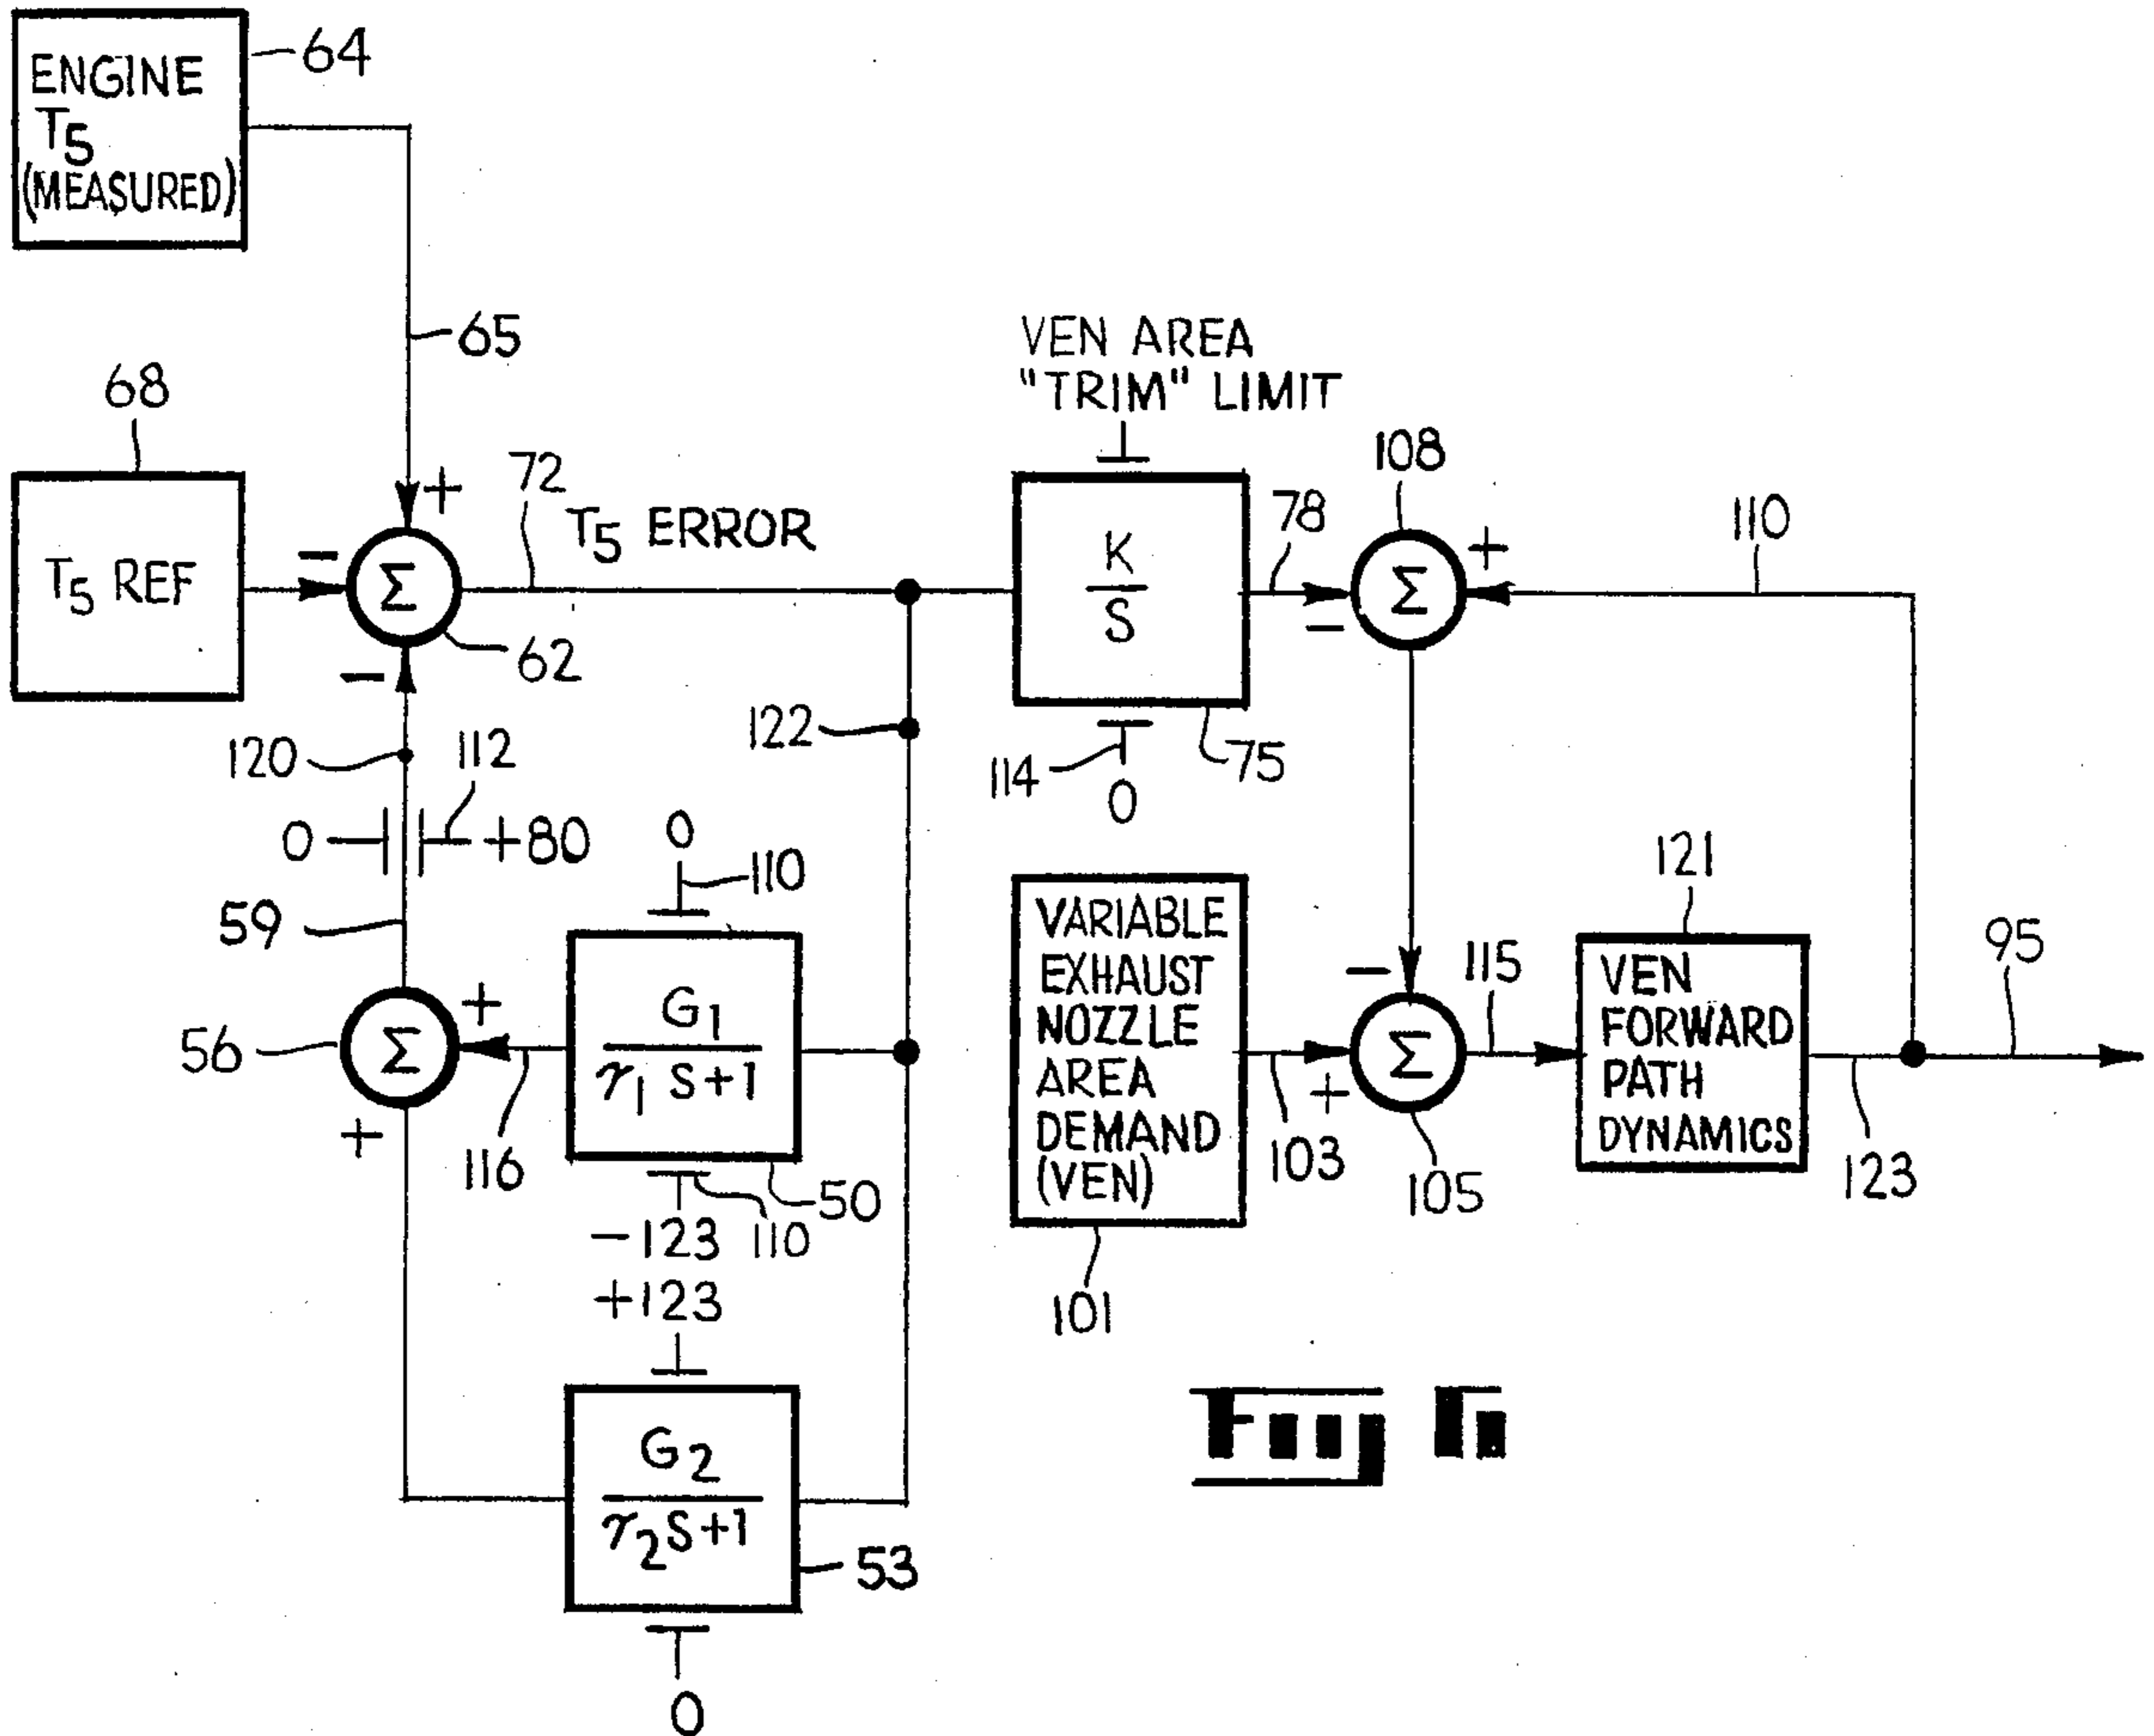 ENGINE
T5
(MEASURED)
64
65
68
T5 REF
+
−
Σ
−
62
72
T5 ERROR
VEN AREA
"TRIM" LIMIT
K
S
78
108
−
Σ
+
110
122
114
0
75
120
112
0
+80
59
0
110
56
Σ
+
+
116
G1
τ1 S+1
50
110
−123
+123
G2
τ2S+1
53
0
VARIABLE
EXHAUST
NOZZLE
AREA
DEMAND
(VEN)
101
103
−
+
Σ
105
115
121
VEN
FORWARD
PATH
DYNAMICS
123
95